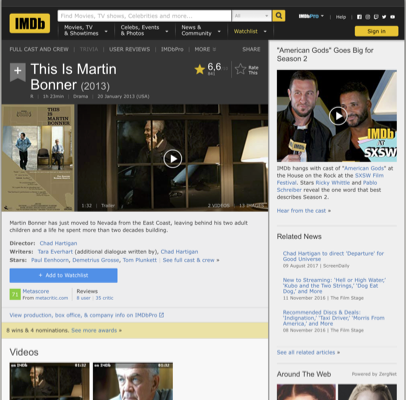 IMDb
Find Movies, TV shows, Celebrities and more...
All
IMDbPro
Help
Movies, TV
& Showtimes
Celebs, Events
& Photos
News &
Community
Watchlist
Sign in
FULL CAST AND CREW | TRIVIA | USER REVIEWS | IMDbPro | MORE
SHARE
This Is Martin
Bonner (2013)
6,6
Rate
This
R | 1h 23min | Drama | 20 January 2013 (USA)
THIS IS MARTIN BONNER
1:32 | Trailer
2 VIDEOS | 13 IMAGES
Martin Bonner has just moved to Nevada from the East Coast, leaving behind his two adult
children and a life he spent more than two decades building.
Director: Chad Hartigan
Writers: Tara Everhart (additional dialogue written by), Chad Hartigan
Stars: Paul Eenhoorn, Demetrius Grosse, Tom Plunkett | See full cast & crew »
+ Add to Watchlist
71
Metascore
From metacritic.com
Reviews
8 user | 35 critic
View production, box office, & company info on IMDbPro
8 wins & 4 nominations. See more awards »
Videos
"American Gods" Goes Big for
Season 2
IMDb
at
SXSW
IMDb hangs with cast of "American Gods" at
the House on the Rock at the SXSW Film
Festival. Stars Ricky Whittle and Pablo
Schreiber reveal the one word that best
describes Season 2.
Hear from the cast »
Related News
Chad Hartigan to direct 'Departure' for
Good Universe
09 August 2017 | ScreenDaily
New to Streaming: 'Hell or High Water,'
'Kubo and the Two Strings,' 'Dog Eat
Dog,' and More
11 November 2016 | The Film Stage
Recommended Discs & Deals:
'Indignation,' 'Taxi Driver,' 'Morris From
America,' and More
08 November 2016 | The Film Stage
See all related articles »
Around The Web
Powered by ZergNet